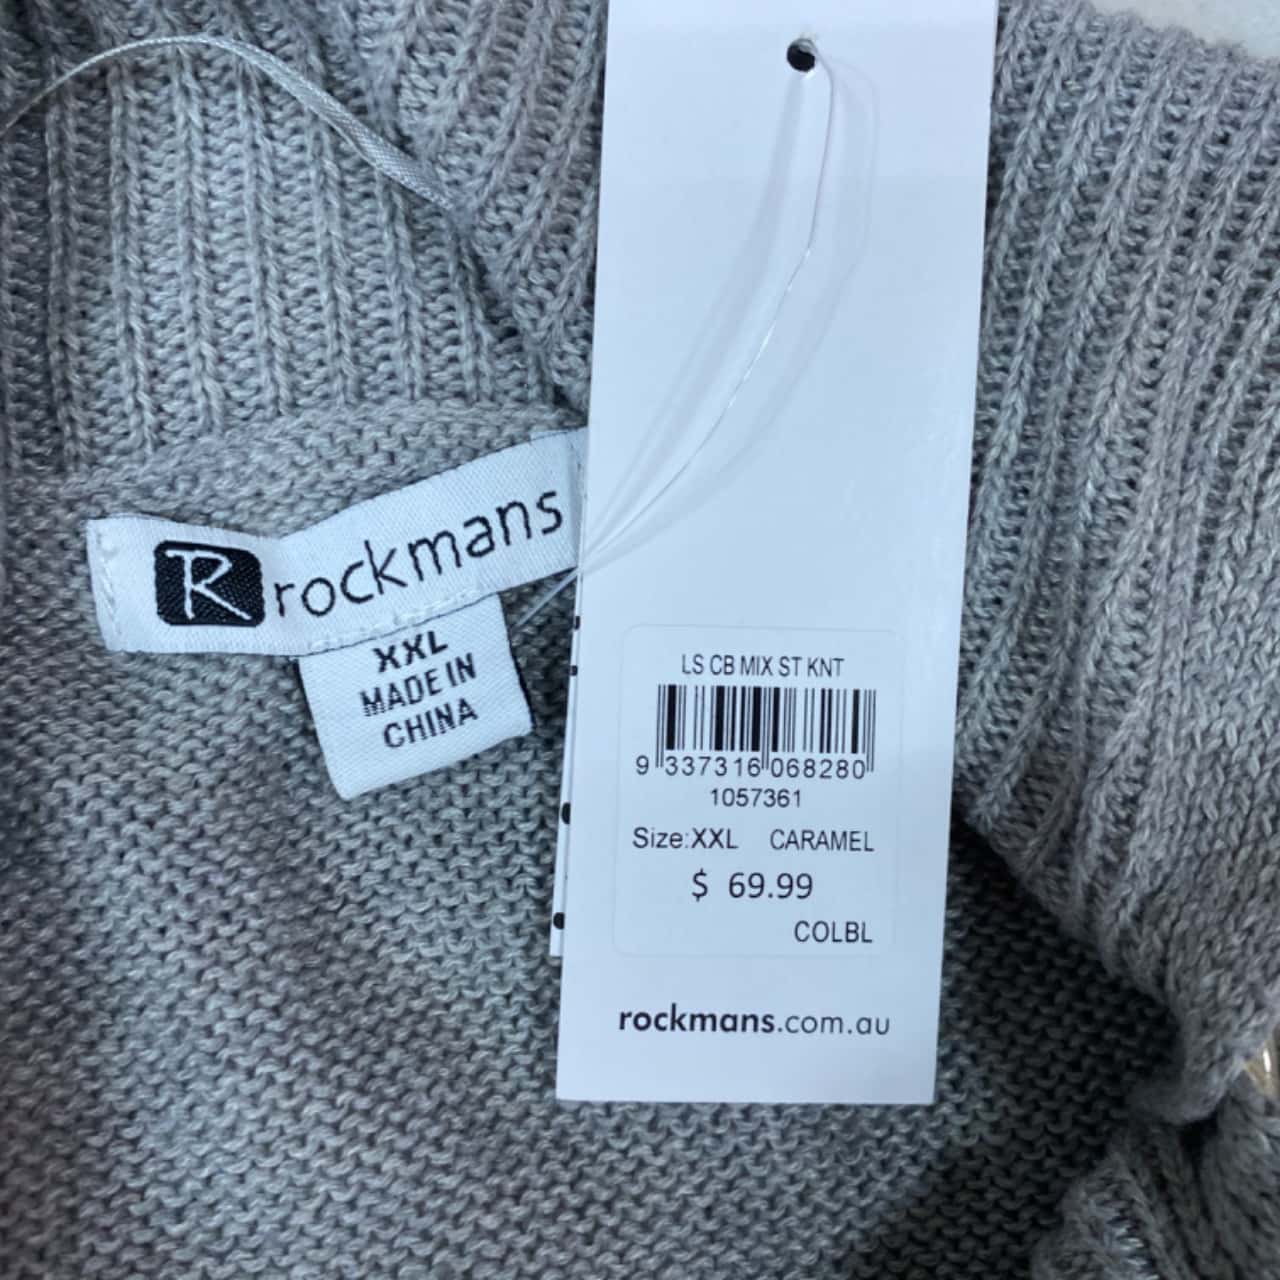 R rockmans
XXL
MADE IN
CHINA
LS CB MIX ST KNT
9 337316 068280
1057361
Size:XXL CARAMEL
$ 69.99
COLBL
rockmans.com.au